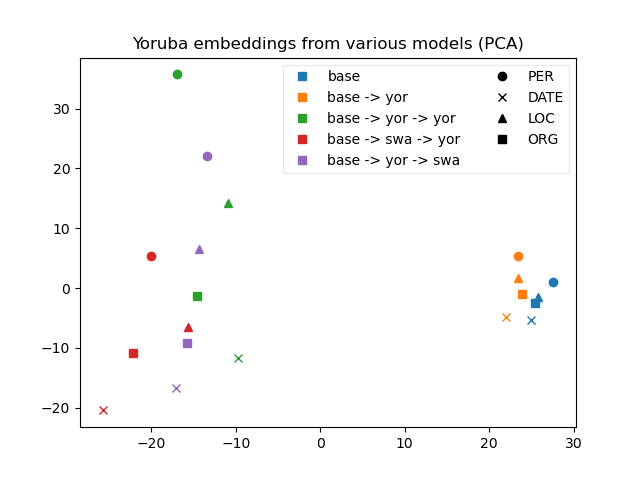 Yoruba embeddings from various models (PCA)
base
base -> yor
base -> yor -> yor
base -> swa -> yor
base -> yor -> swa
PER
DATE
LOC
ORG
30
20
10
0
−10
−20
−20 −10 0 10 20 30